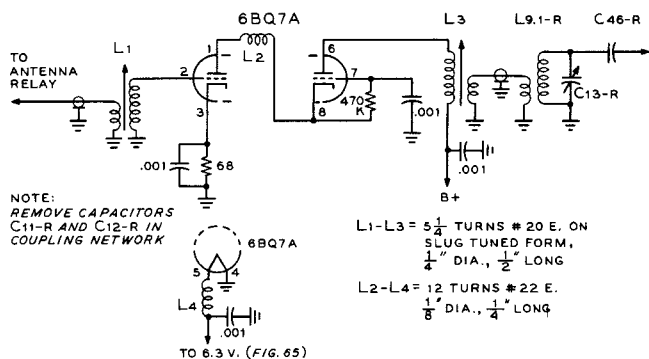 6BQ7A
L3
L9.1-R
C46-R
L1
1
L2
6
TO
ANTENNA
RELAY
2
7
3
8
470
K
.001
C13-R
.001
68
.001
B+
NOTE:
REMOVE CAPACITORS
C11-R AND C12-R IN
COUPLING NETWORK
6BQ7A
5
4
L4
.001
TO 6.3 V. (FIG. 65)
L1-L3 = 5 1/4 TURNS #20 E. ON
SLUG TUNED FORM,
1/4" DIA., 1/2" LONG
L2-L4 = 12 TURNS #22 E.
1/8" DIA., 1/4" LONG